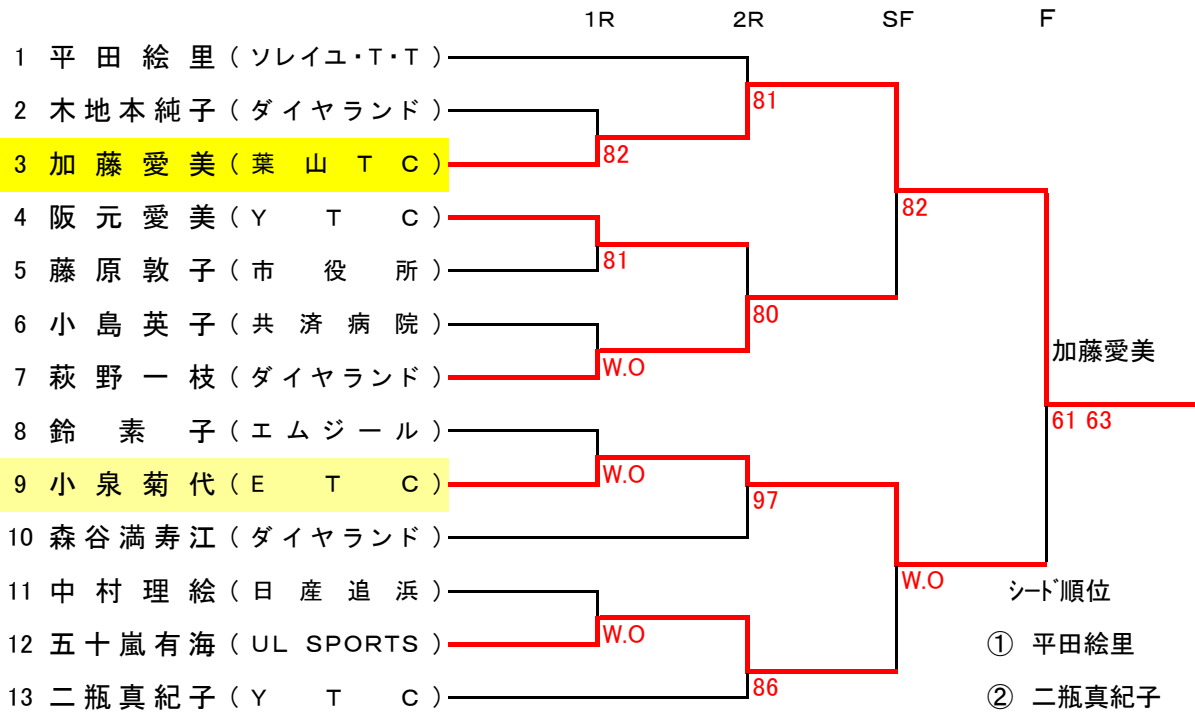 1R 2R SF F
1 平田絵里(ソレイユ・T・T)
81
2 木地本純子(ダイヤランド)
82
3 加藤愛美(葉山TC)
82
4 阪元愛美(YTC)
81
5 藤原敦子(市役所)
80
6 小島英子(共済病院)
加藤愛美
W.O
7 萩野一枝(ダイヤランド)
61 63
8 鈴素子(エムジール)
W.O
9 小泉菊代(ETC)
97
10 森谷満寿江(ダイヤランド)
W.O
11 中村理絵(日産追浜)
シード順位
W.O
12 五十嵐有海(UL SPORTS)
① 平田絵里
86
13 二瓶真紀子(YTC)
② 二瓶真紀子